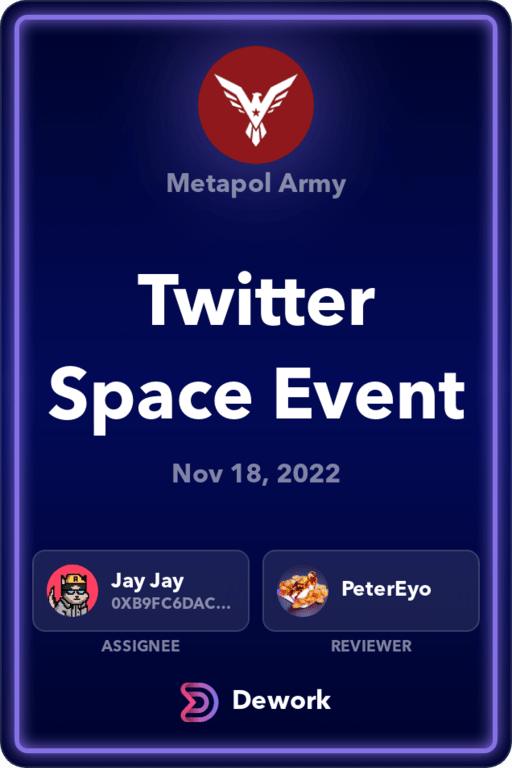 Metapol Army
Twitter
Space Event
Nov 18, 2022
Jay Jay
0XB9FC6DAC...
ASSIGNEE
PeterEyo
REVIEWER
Dework